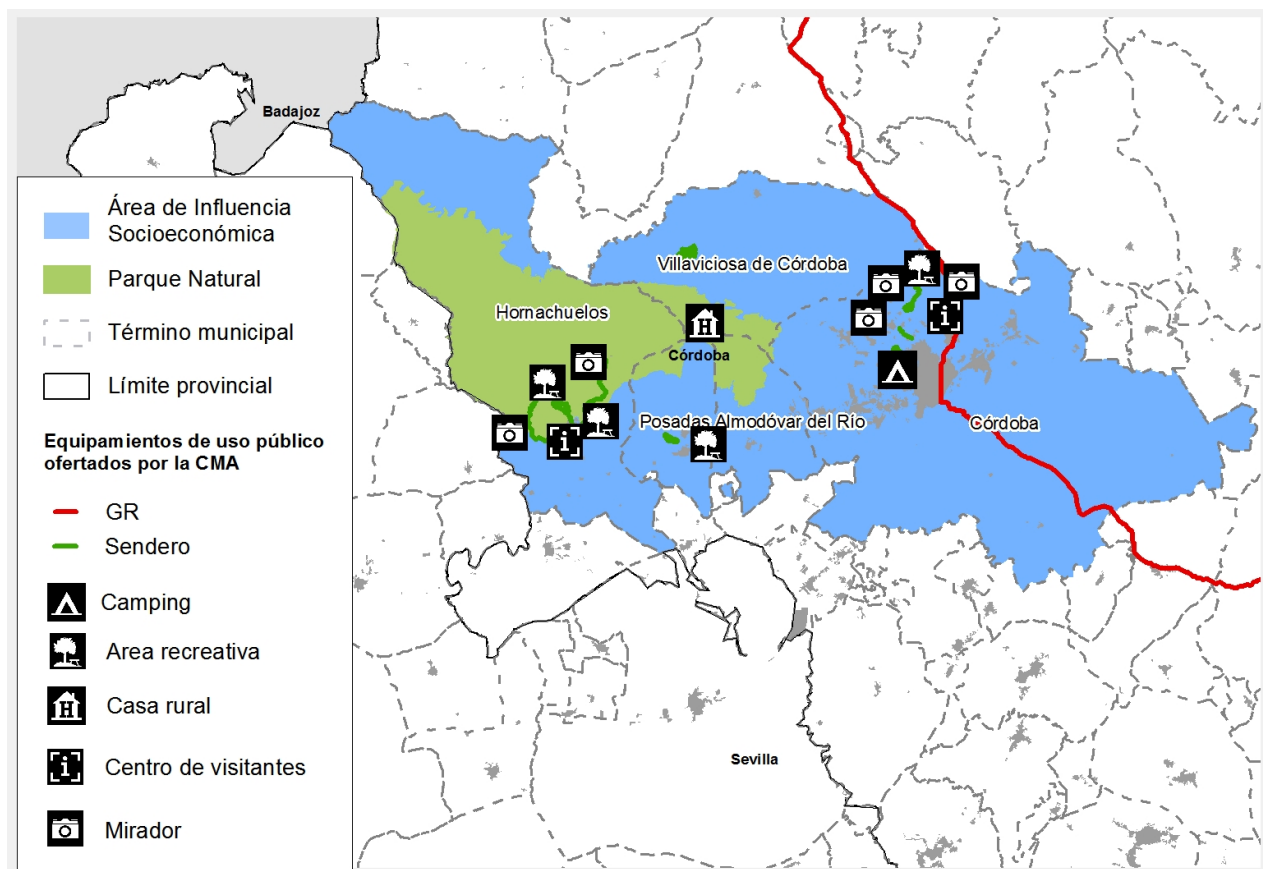 Badajoz
Área de Influencia
Socioeconómica
Parque Natural
Término municipal
Límite provincial
Equipamientos de uso público
ofertados por la CMA
GR
Sendero
Camping
Area recreativa
Casa rural
Centro de visitantes
Mirador
Villaviciosa de Córdoba
Hornachuelos
Córdoba
Posadas Almodóvar del Río
Córdoba
Sevilla